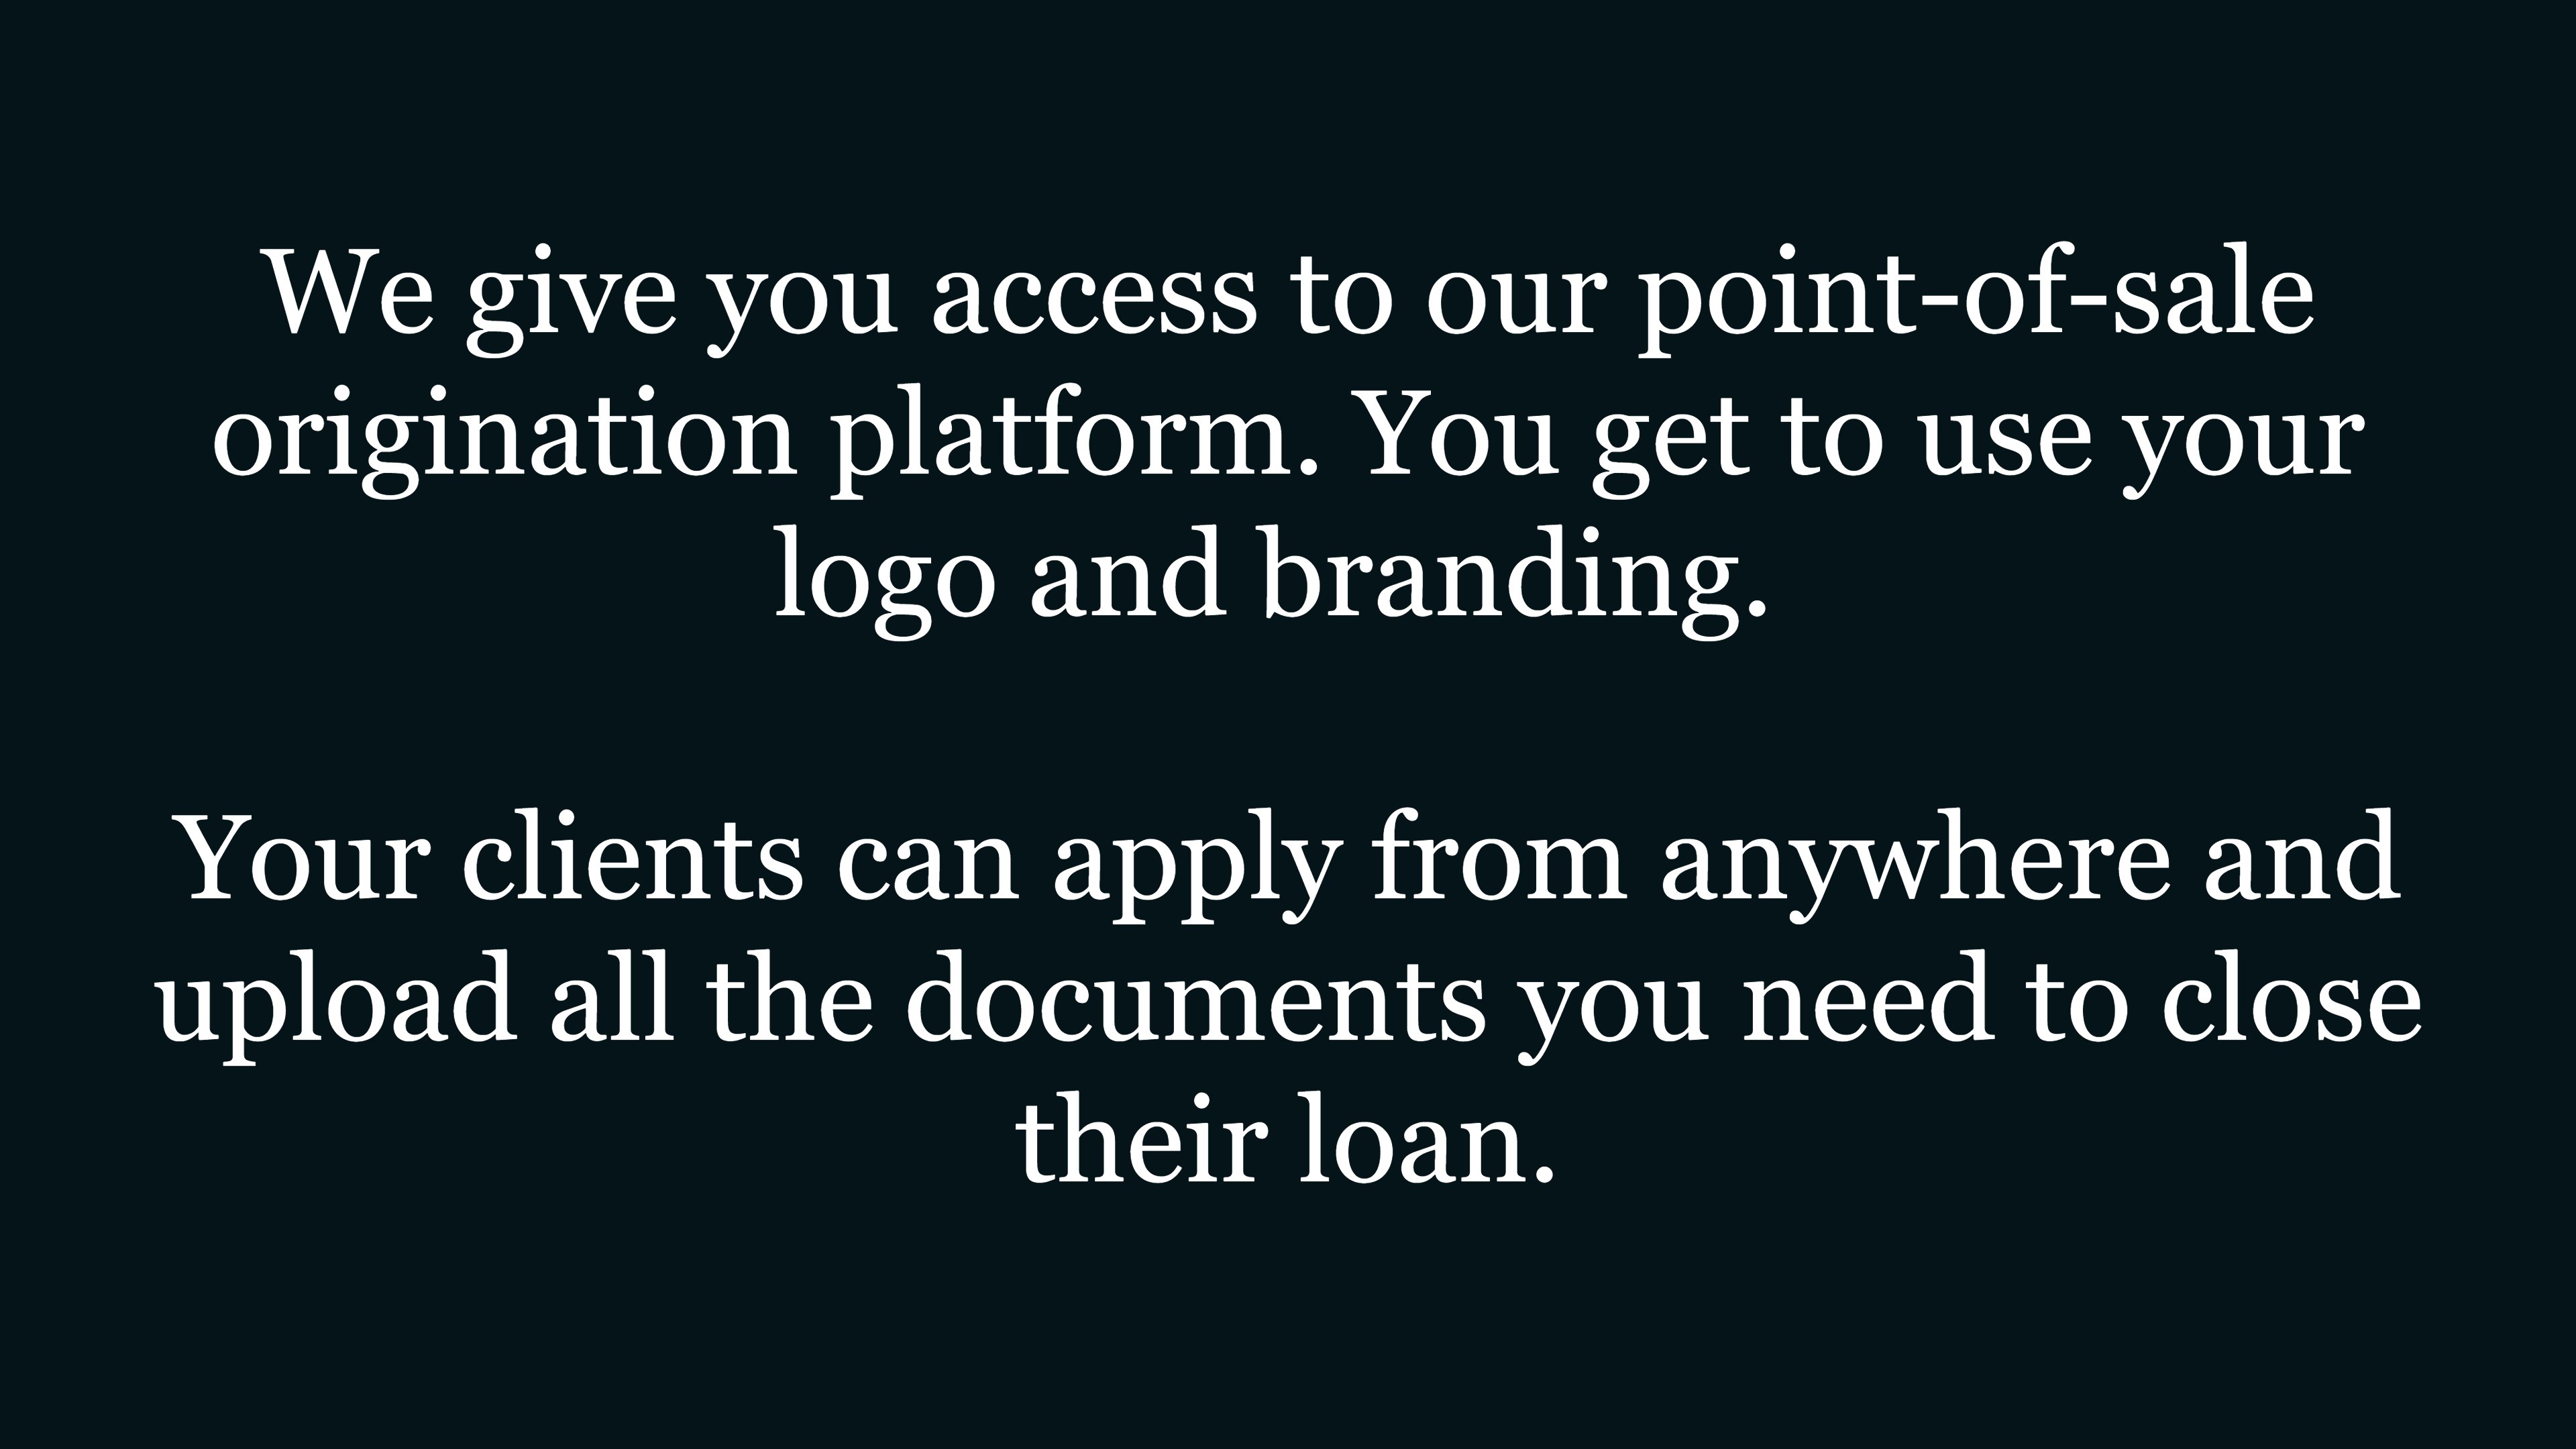 We give you access to our point-of-sale
origination platform. You get to use your
logo and branding.
Your clients can apply from anywhere and
upload all the documents you need to close
their loan.